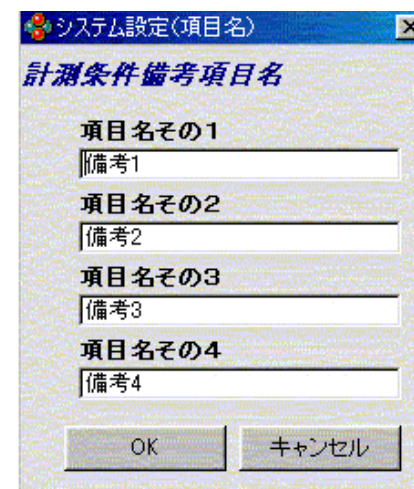 システム設定(項目名)
計測条件備考項目名
項目名その1
備考1
項目名その2
備考2
項目名その3
備考3
項目名その4
備考4
OK キャンセル